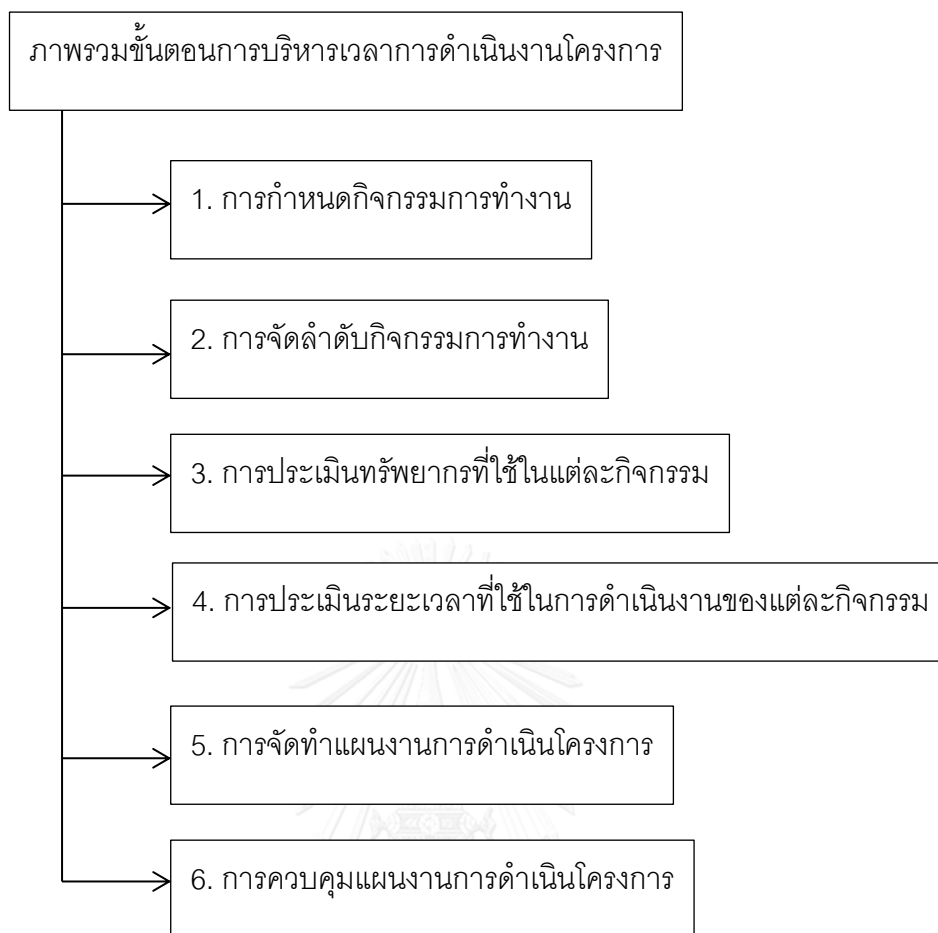 ภาพรวมขั้นตอนการบริหารเวลาการดำเนินงานโครงการ
1. การกำหนดกิจกรรมการทำงาน
2. การจัดลำดับกิจกรรมการทำงาน
3. การประเมินทรัพยากรที่ใช้ในแต่ละกิจกรรม
4. การประเมินระยะเวลาที่ใช้ในการดำเนินงานของแต่ละกิจกรรม
5. การจัดทำแผนงานการดำเนินโครงการ
6. การควบคุมแผนงานการดำเนินโครงการ